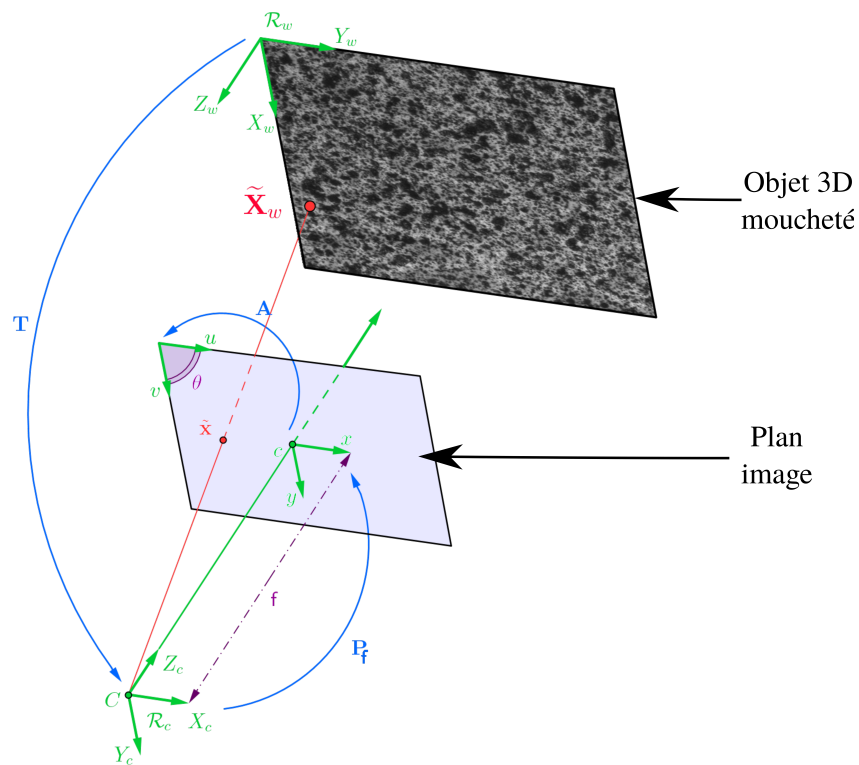 𝓡_w
Y_w
Z_w
X_w
X̃_w
Objet 3D
moucheté
T
A
u
v
θ
x̃
c
x
y
Plan
image
f
P_f
Z_c
C
𝓡_c
X_c
Y_c